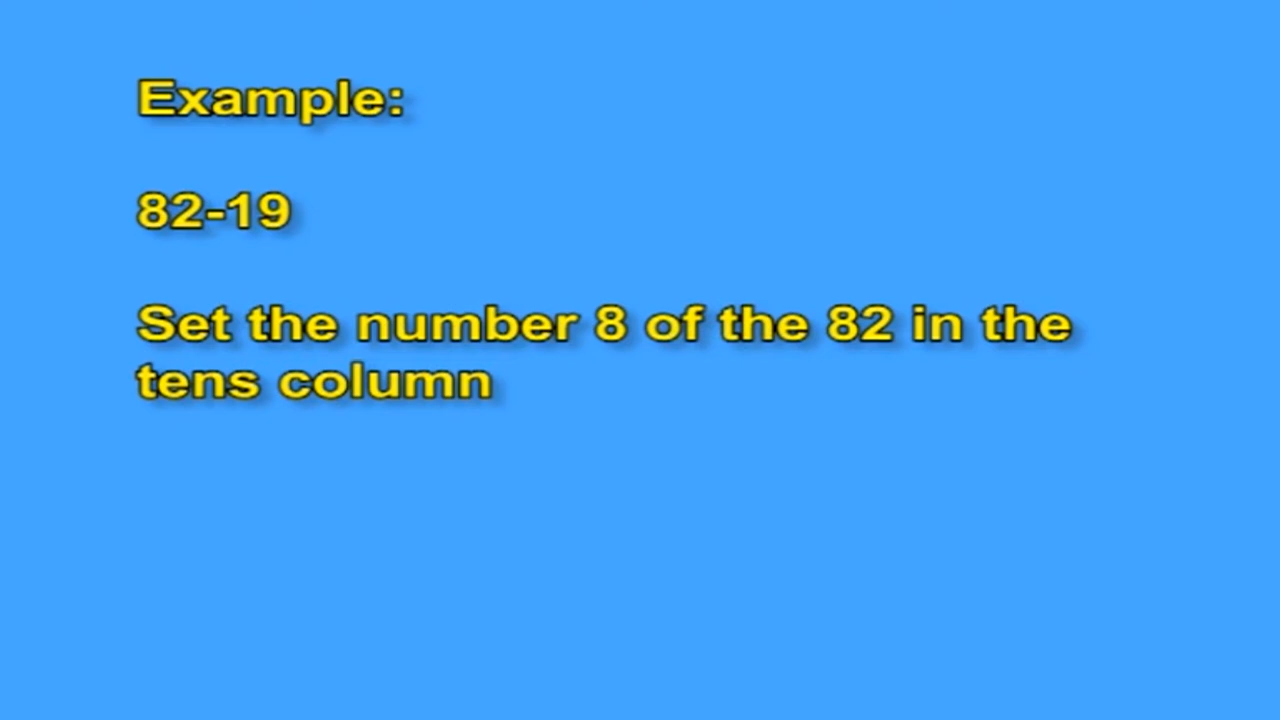 Example:
82-19
Set the number 8 of the 82 in the
tens column